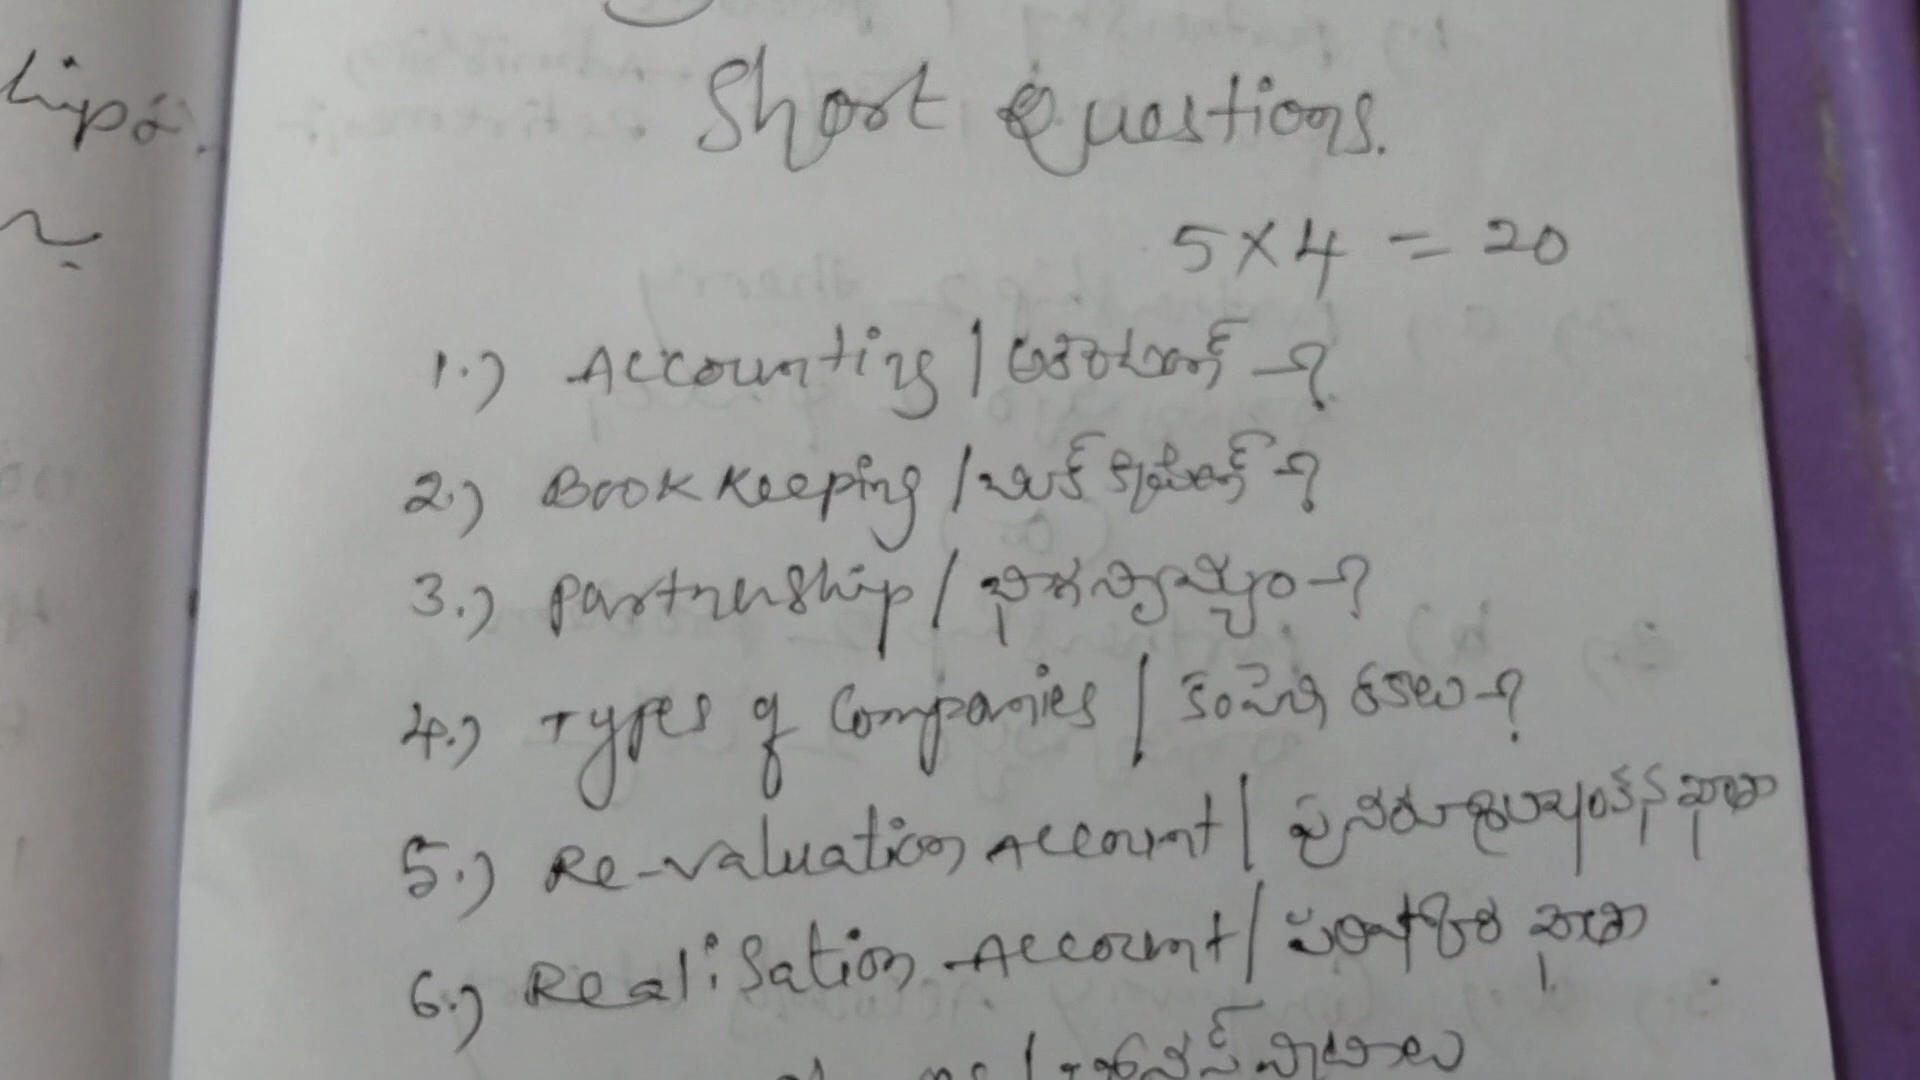 hips.
Short Questions.
5 × 4 = 20
1.) Accounting / అకౌంటింగ్ -?
2.) Book keeping / బుక్ కీపింగ్ -?
3.) Partnership / భాగస్వామ్యం -?
4.) Types of Companies / కంపెనీ రకాలు -?
5.) Re-valuation Account / పునర్మూల్యాంకన ఖాతా
6.) Realisation Account / ఖాతా